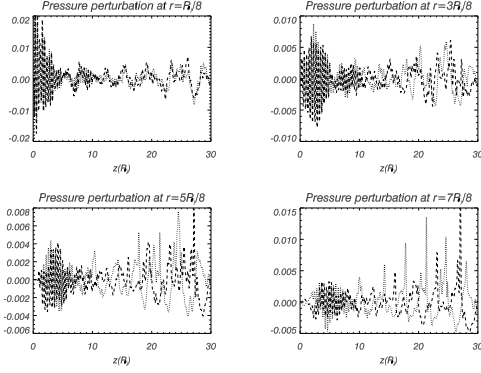 Pressure perturbation at r=Rⱼ/8
0.02
0.01
0.00
-0.01
-0.02
0 10 20 30
z(Rⱼ)
Pressure perturbation at r=3Rⱼ/8
0.010
0.005
0.000
-0.005
-0.010
0 10 20 30
z(Rⱼ)
Pressure perturbation at r=5Rⱼ/8
0.008
0.006
0.004
0.002
0.000
-0.002
-0.004
-0.006
0 10 20 30
z(Rⱼ)
Pressure perturbation at r=7Rⱼ/8
0.015
0.010
0.005
0.000
-0.005
0 10 20 30
z(Rⱼ)